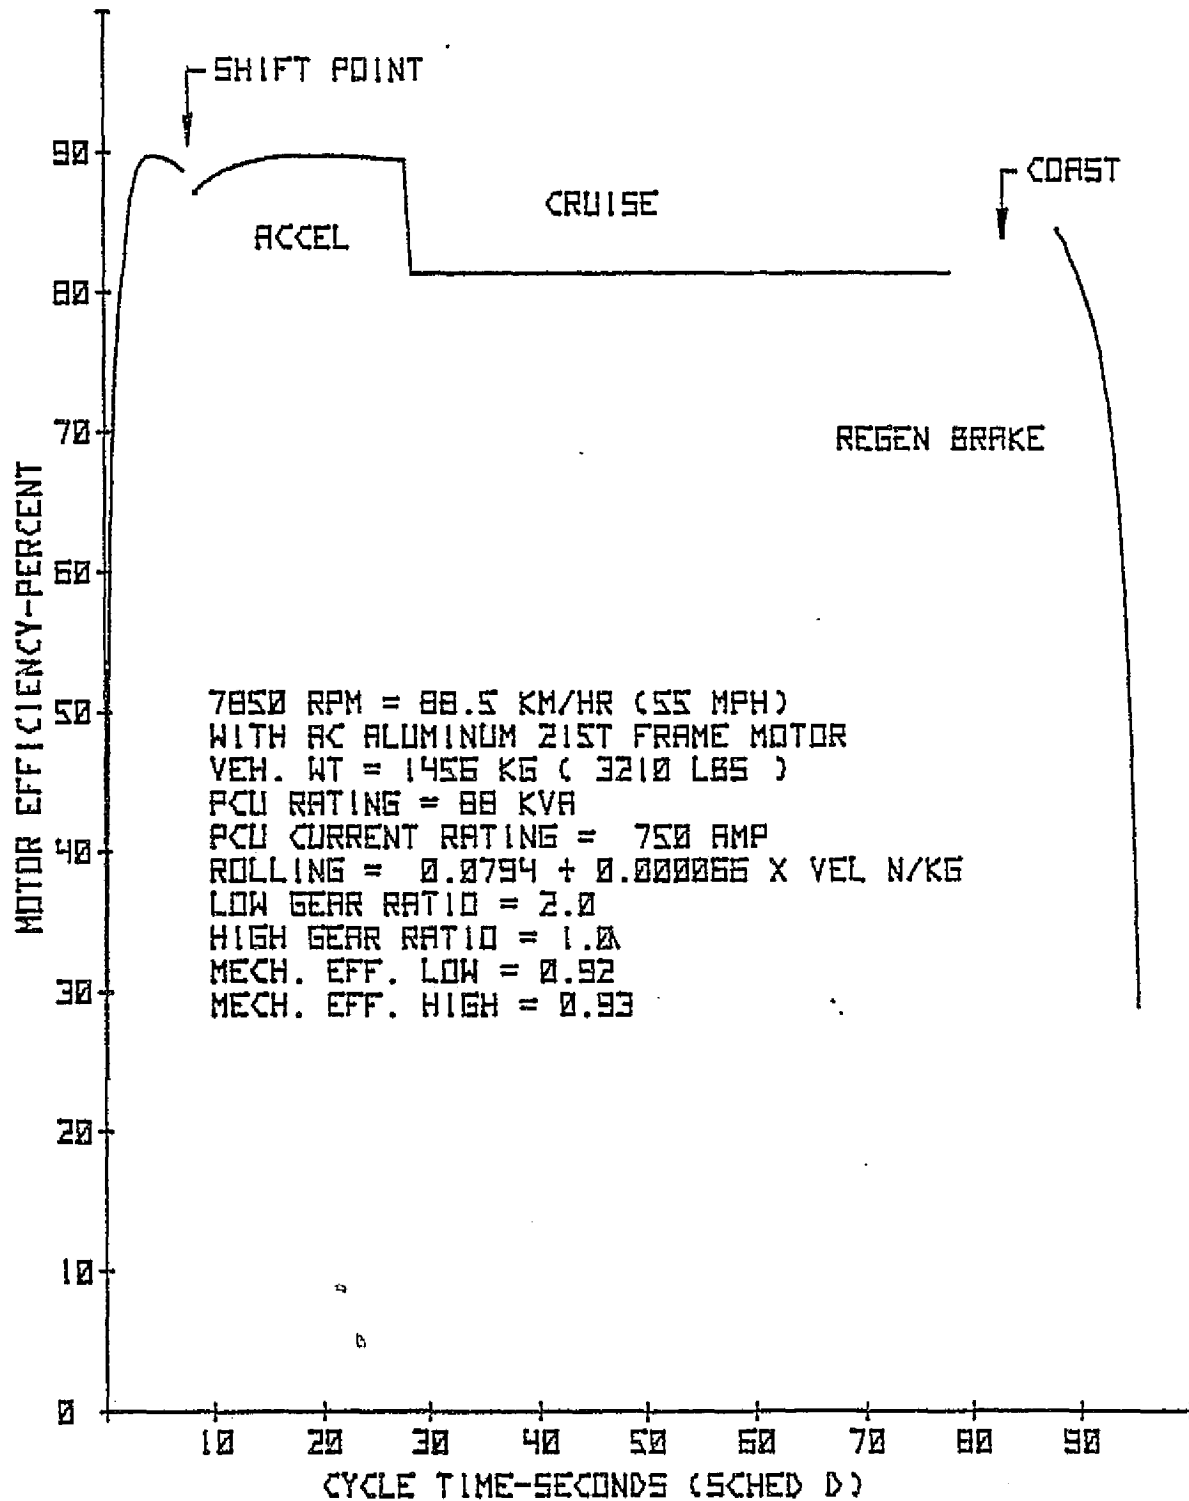 SHIFT POINT
90
COAST
CRUISE
ACCEL
80
70
REGEN BRAKE
MOTOR EFFICIENCY-PERCENT
60
50
7850 RPM = 88.5 KM/HR (55 MPH)
WITH AC ALUMINUM 215T FRAME MOTOR
VEH. WT = 1456 KG ( 3210 LBS )
PCU RATING = 88 KVA
PCU CURRENT RATING = 750 AMP
40
ROLLING = 0.0794 + 0.000066 X VEL N/KG
LOW GEAR RATIO = 2.0
HIGH GEAR RATIO = 1.0
MECH. EFF. LOW = 0.92
30
MECH. EFF. HIGH = 0.93
20
10
0
10 20 30 40 50 60 70 80 90
CYCLE TIME-SECONDS (SCHED D)